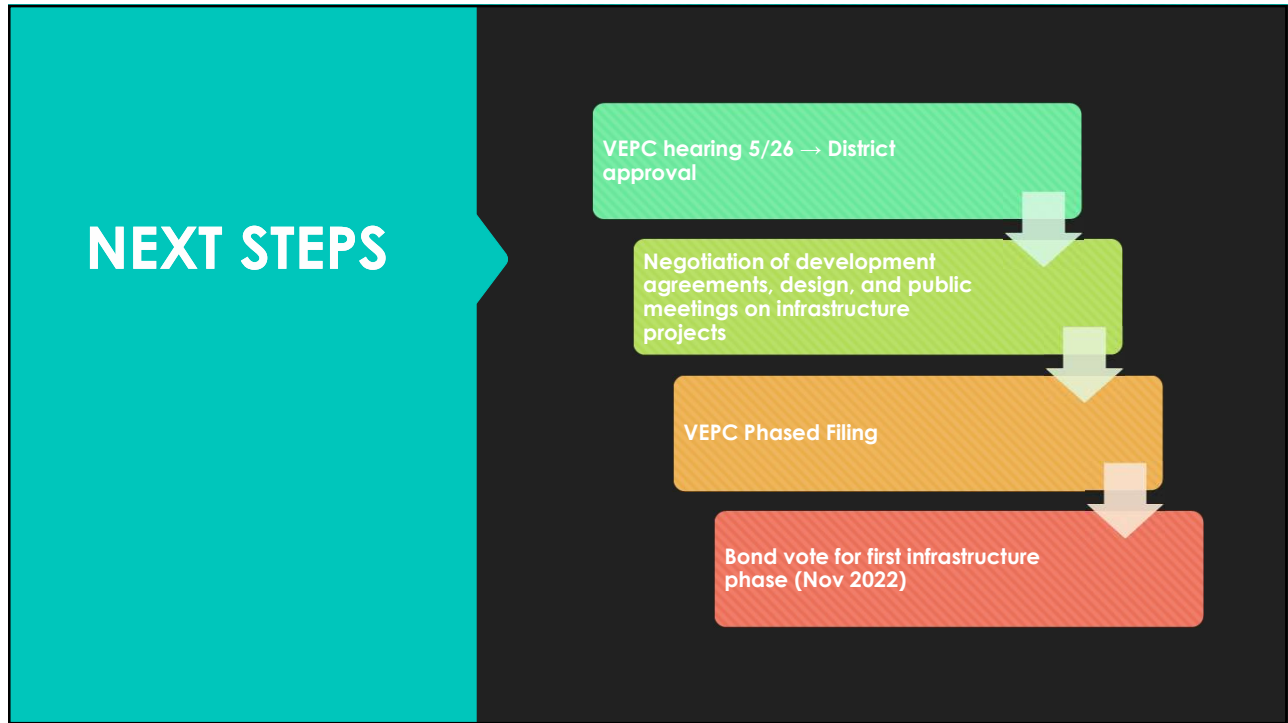 NEXT STEPS
VEPC hearing 5/26 → District
approval
Negotiation of development
agreements, design, and public
meetings on infrastructure
projects
VEPC Phased Filing
Bond vote for first infrastructure
phase (Nov 2022)